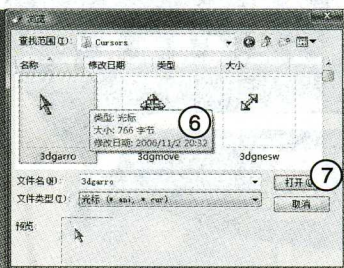 浏览
查找范围(I): Cursors
名称 修改日期 类型 大小
类型: 光标
大小: 766 字节
修改日期: 2006/11/2 20:32
⑥
3dgarro 3dgmove 3dgnesw
⑦
文件名(N): 3dgarro 打开(O)
文件类型(T): 光标 (*.ani, *.cur) 取消
预览